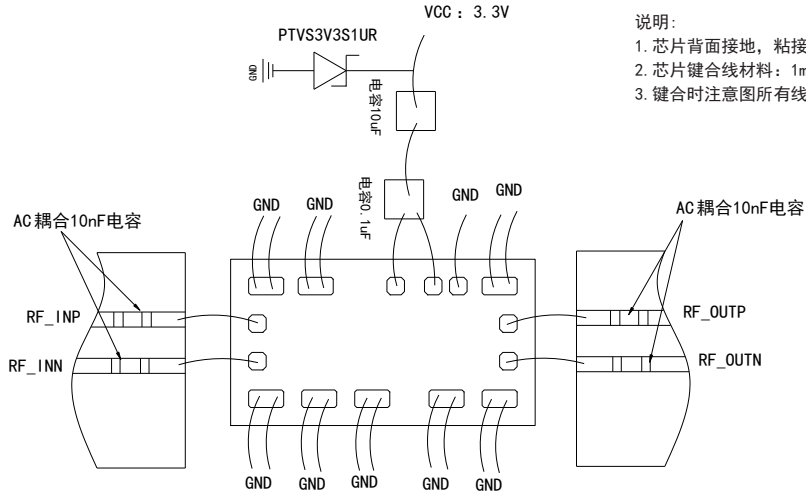 VCC : 3.3V
PTVS3V3S1UR
GND
电容10uF
说明:
1. 芯片背面接地, 粘接
2. 芯片键合线材料: 1m
3. 键合时注意图所有线
电容0.1uF
GND
GND
GND
GND
AC耦合10nF电容
AC耦合10nF电容
RF_INP
RF_OUTP
RF_INN
RF_OUTN
GND
GND
GND
GND
GND